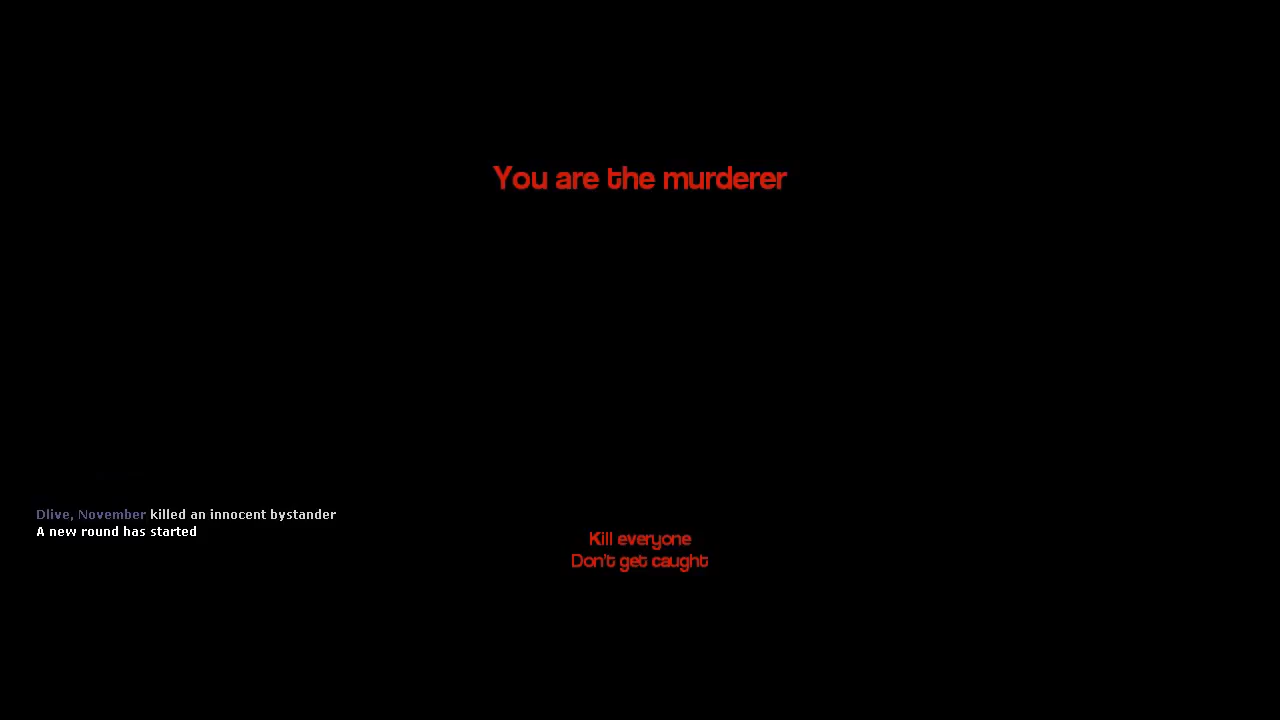 You are the murderer
Dlive, November killed an innocent bystander
A new round has started
Kill everyone
Don't get caught